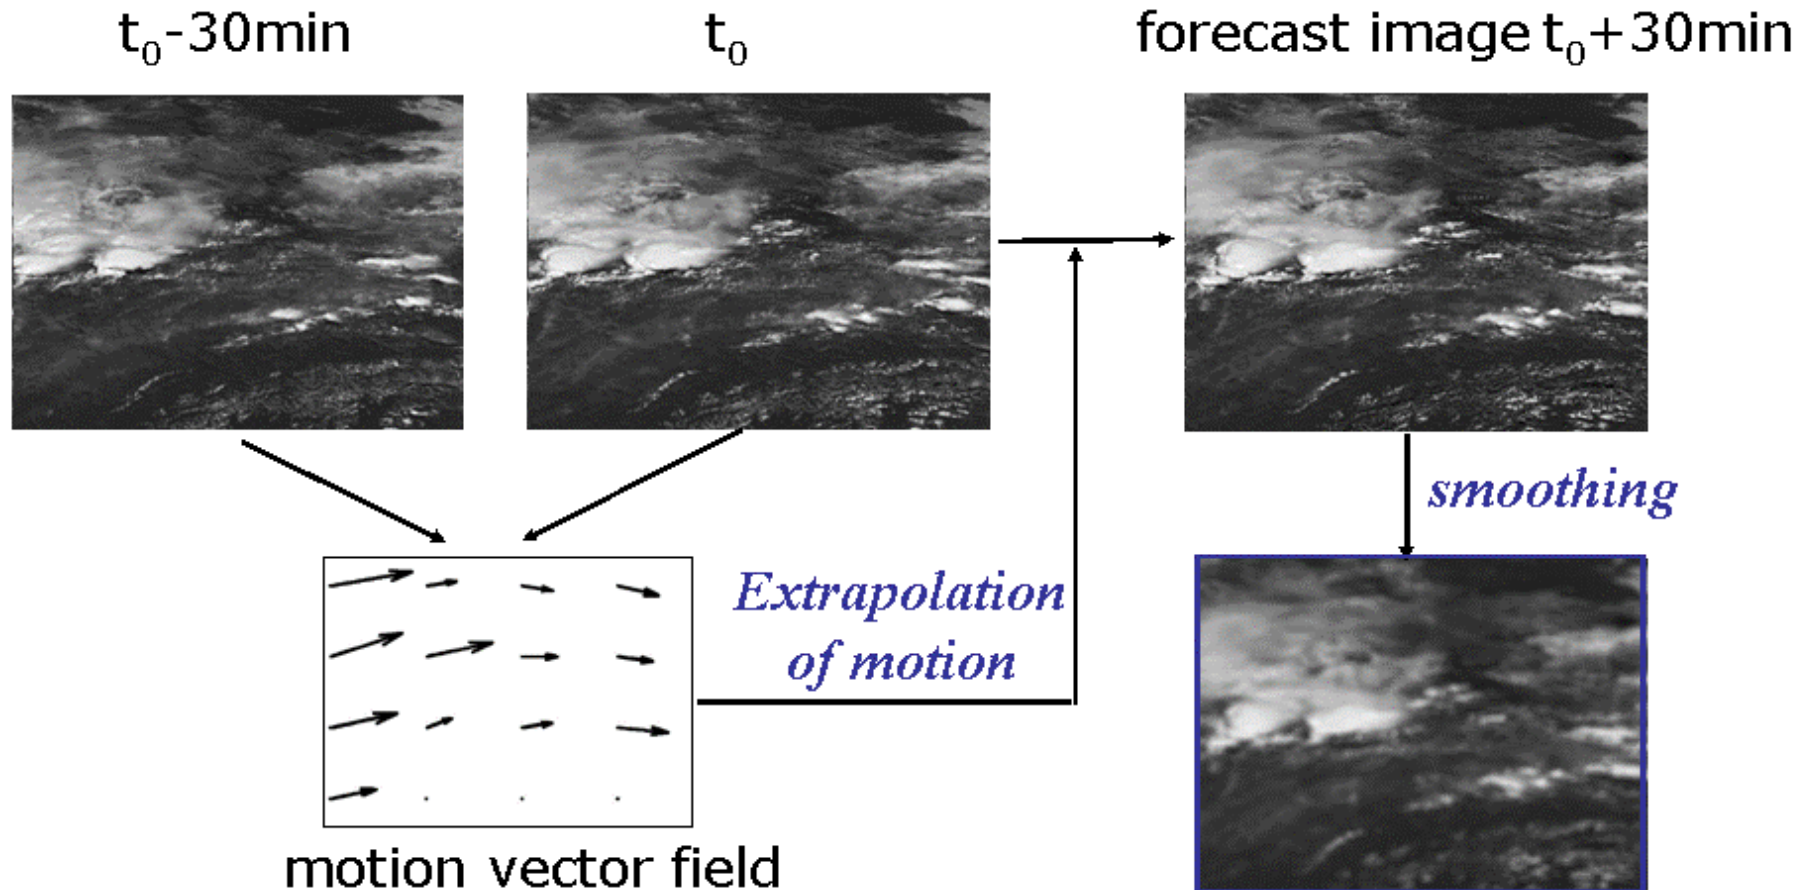 t₀-30min
t₀
forecast image t₀+30min
smoothing
Extrapolation
of motion
motion vector field